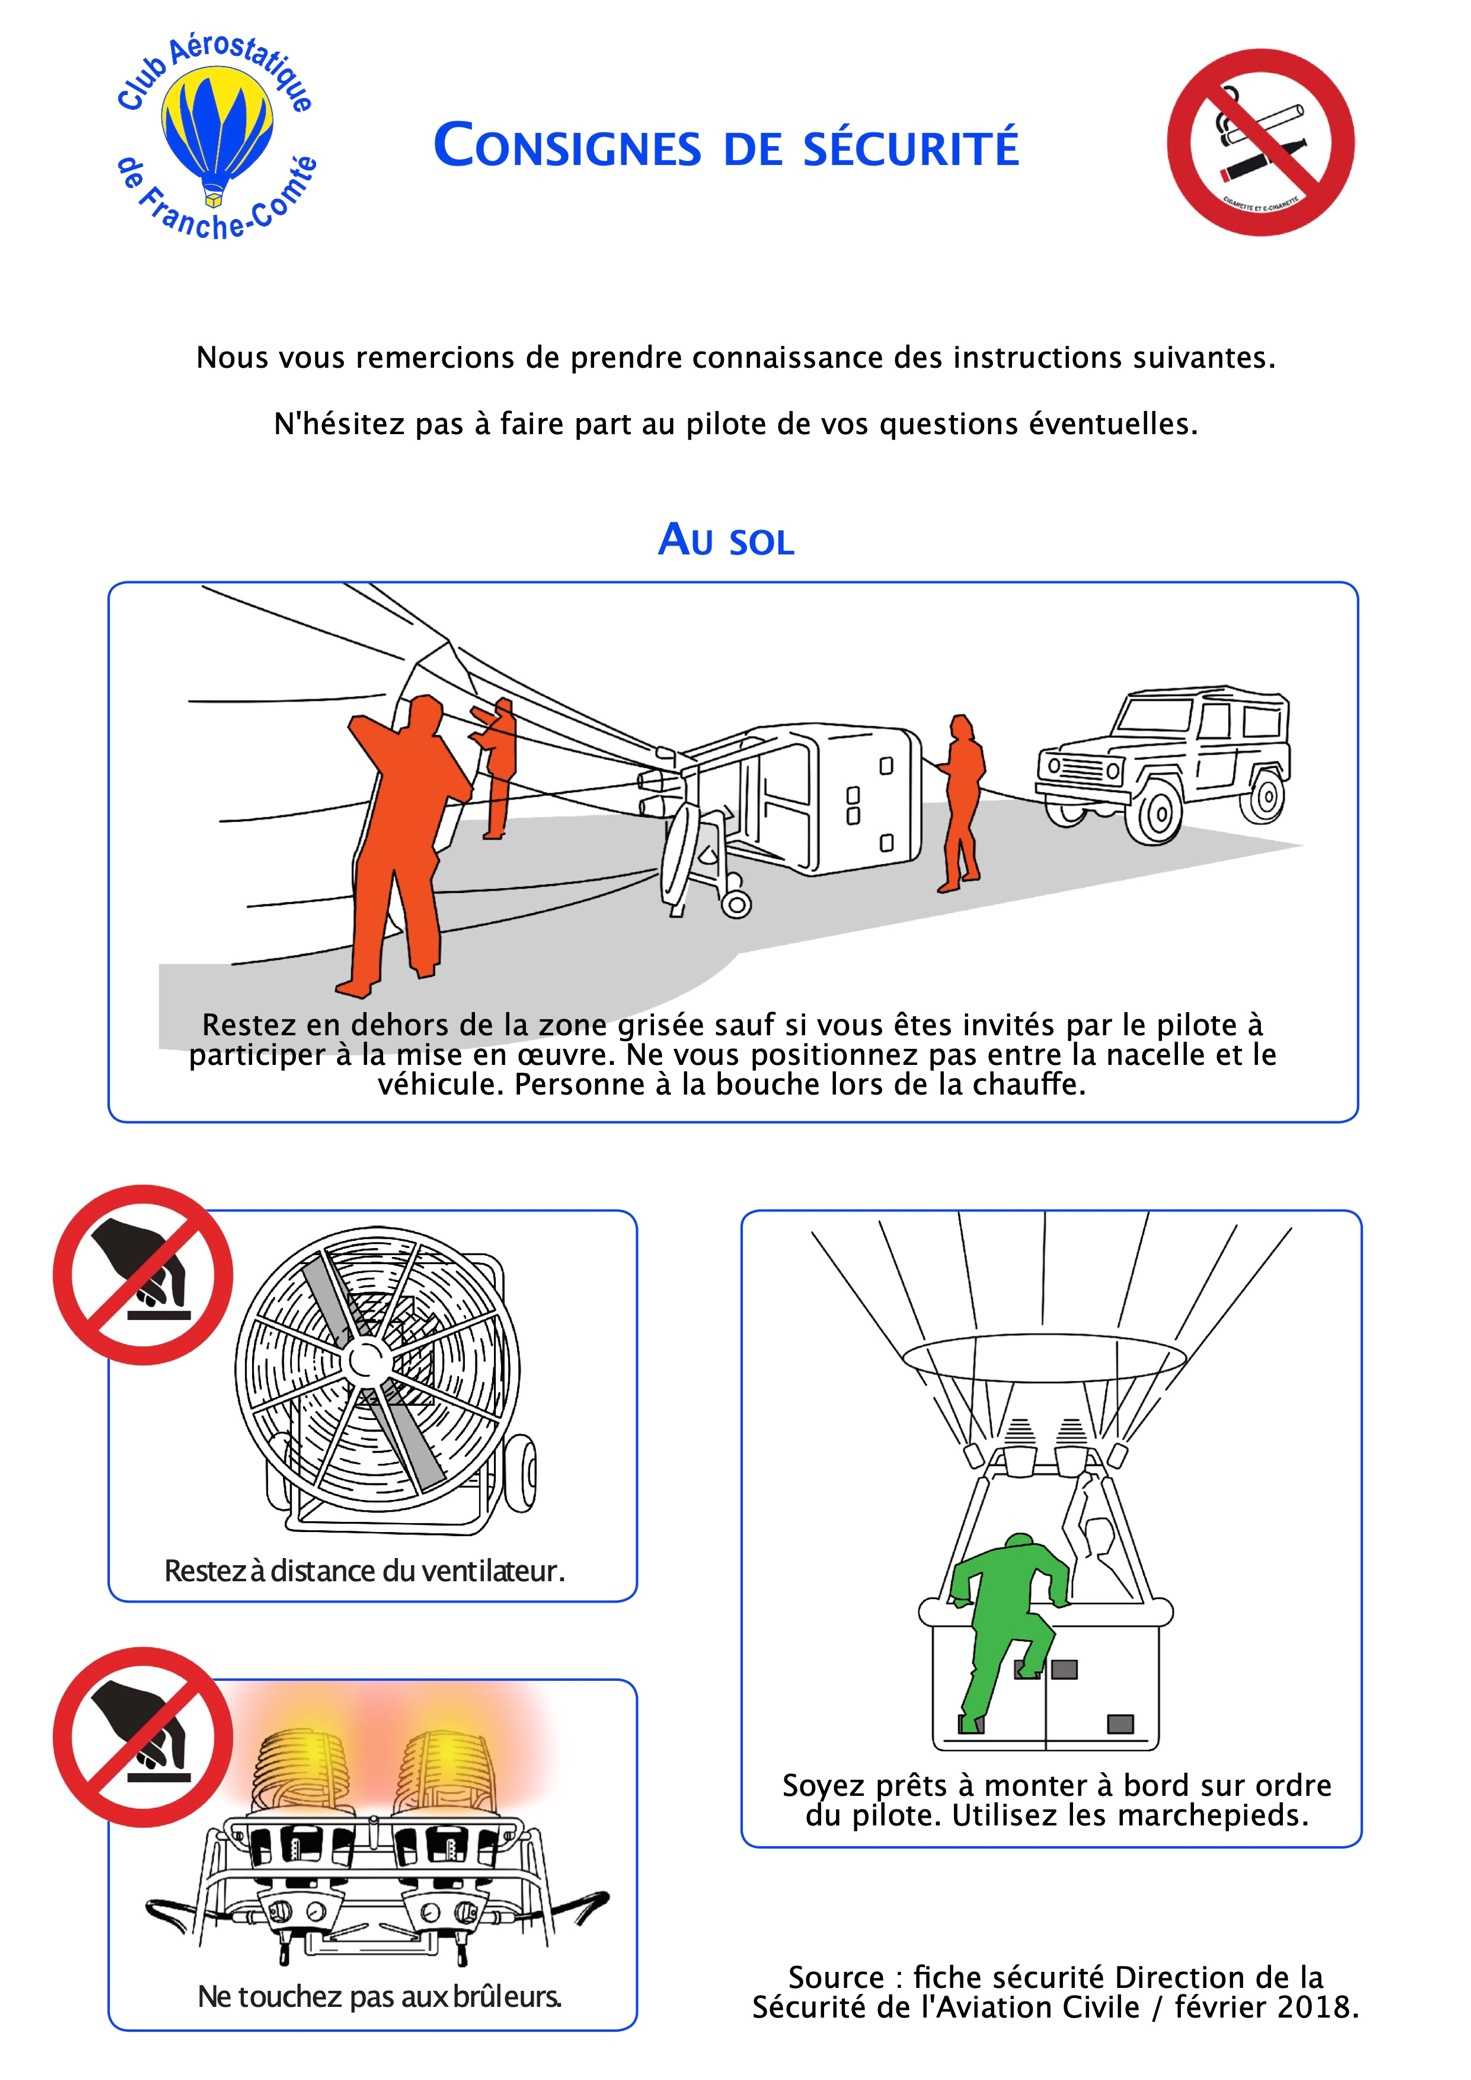 Club Aérostatique
de Franche-Comté
CONSIGNES DE SÉCURITÉ
CIGARETTE ET E-CIGARETTE
Nous vous remercions de prendre connaissance des instructions suivantes.
N'hésitez pas à faire part au pilote de vos questions éventuelles.
AU SOL
Restez en dehors de la zone grisée sauf si vous êtes invités par le pilote à
participer à la mise en œuvre. Ne vous positionnez pas entre la nacelle et le
véhicule. Personne à la bouche lors de la chauffe.
Restez à distance du ventilateur.
Soyez prêts à monter à bord sur ordre
du pilote. Utilisez les marchepieds.
Ne touchez pas aux brûleurs.
Source : fiche sécurité Direction de la
Sécurité de l'Aviation Civile / février 2018.